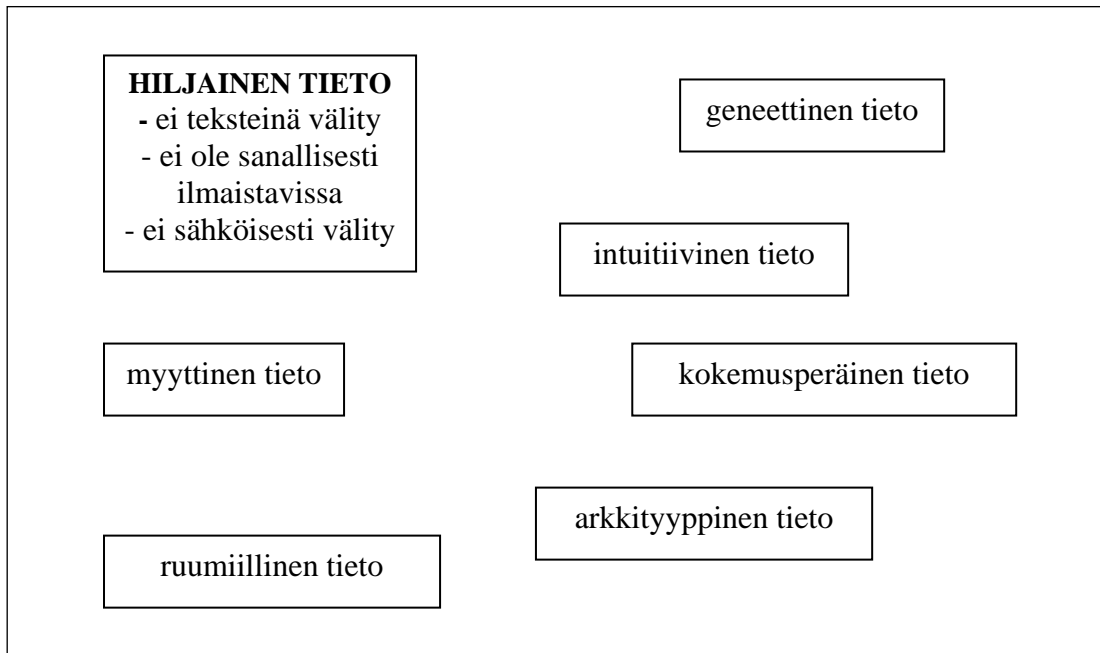 HILJAINEN TIETO
- ei teksteinä välity
- ei ole sanallisesti
ilmaistavissa
- ei sähköisesti välity
geneettinen tieto
intuitiivinen tieto
myyttinen tieto
kokemusperäinen tieto
arkkityyppinen tieto
ruumiillinen tieto